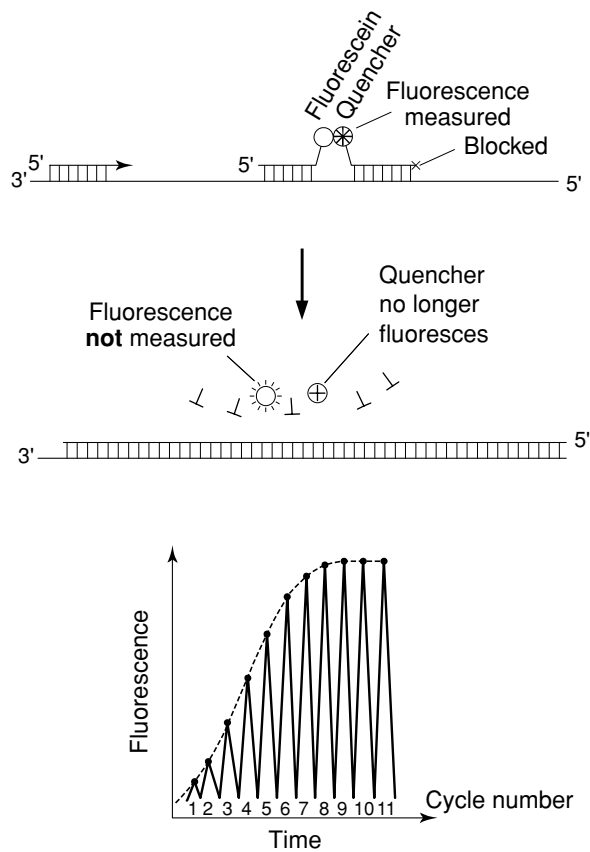 Fluorescein
Quencher
Fluorescence
measured
Blocked
5'
5'
3'
5'
Quencher
no longer
fluoresces
Fluorescence
not measured
5'
3'
Fluorescence
1 2 3 4 5 6 7 8 9 10 11
Cycle number
Time